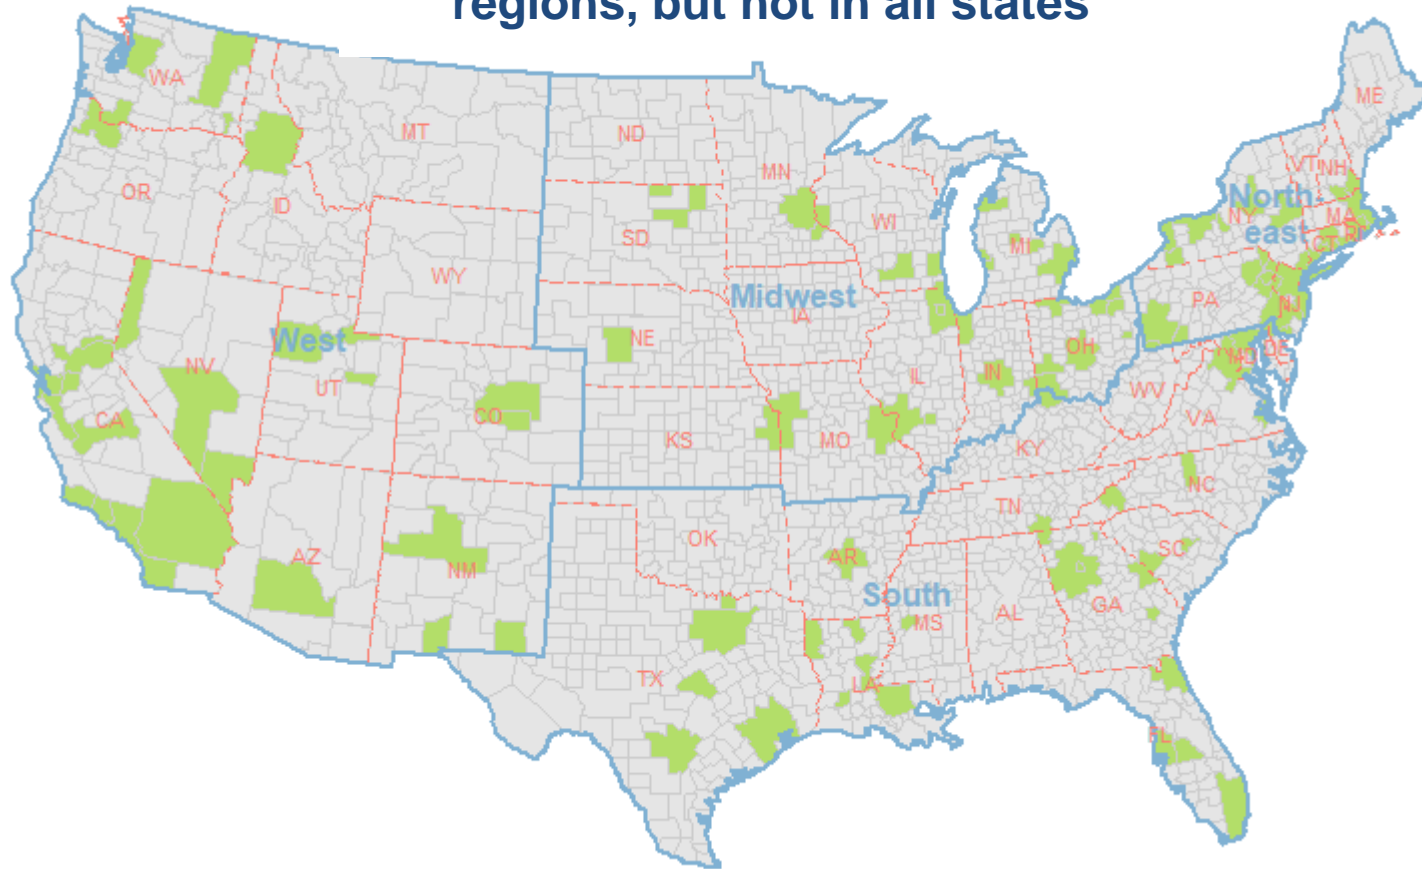 regions, but not in all states
WA
MT
ND
MN
ME
VT
NH
OR
ID
SD
WI
MI
NY
MA
North-
east
CT
RI
WY
Midwest
IA
NE
PA
NJ
West
NV
UT
CO
CA
IL
IN
OH
MD
DE
WV
VA
KS
MO
KY
NC
TN
OK
AR
SC
AZ
NM
South
MS
AL
GA
TX
LA
FL